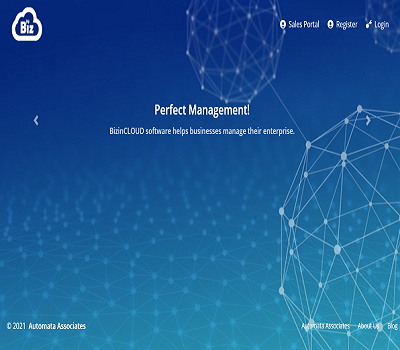 Biz
Sales Portal
Register
Login
Perfect Management!
BizinCLOUD software helps businesses manage their enterprise.
© 2021 Automata Associates
Automata Associates
About Us
Blog